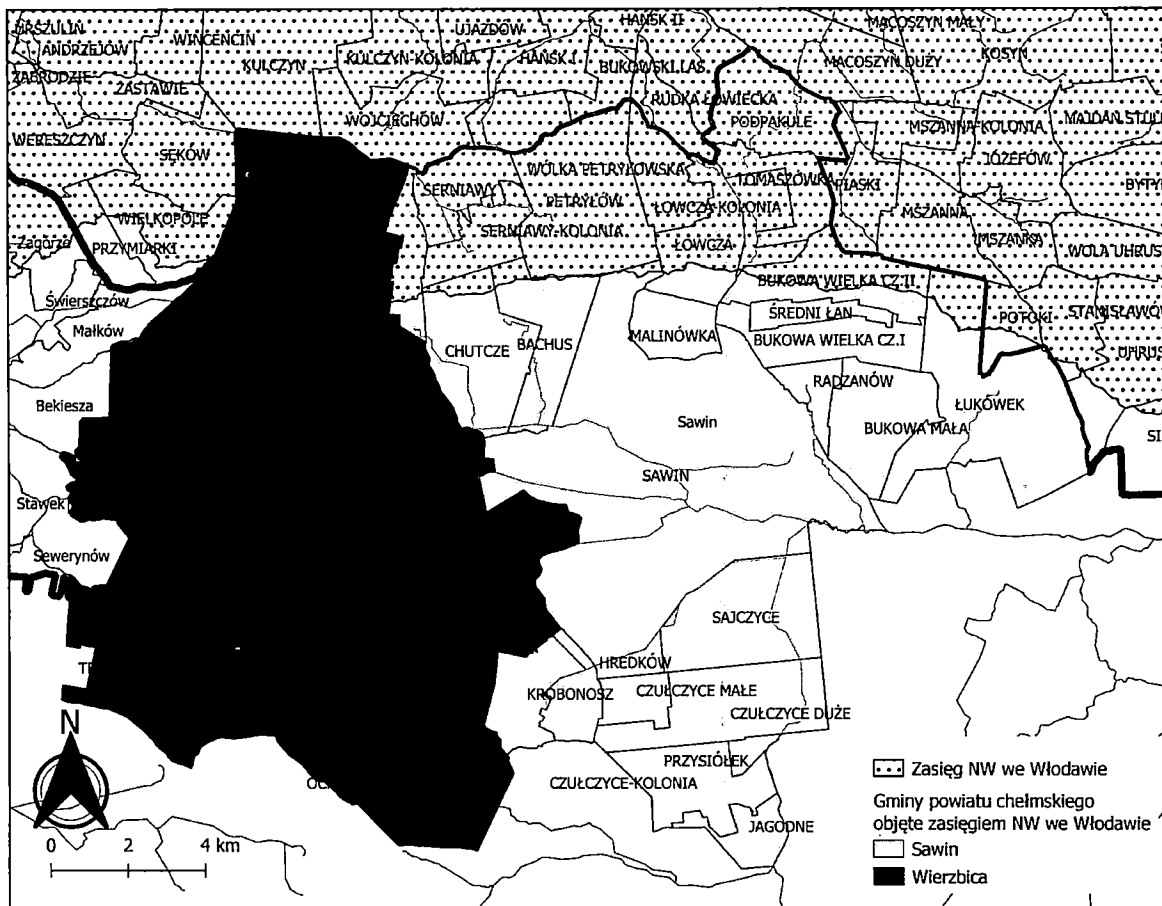 URSZULIN
ANDRZEJÓW
WINCENCIN
UJAZDÓW
HAŃSK II
MACOSZYN MAŁY
KULCZYN
KULCZYN-KOLONIA
HAŃSK I
BUKOWSKI LAS
MACOSZYN DUŻY
KOSYŃ
ZABRODZIE
ZASTAWIE
RUDKA ŁOWIECKA
WOJCIECHÓW
PODPAKULE
MSZANNA-KOLONIA
MAJDAN STUL
WERESZCZYN
SĘKÓW
JÓZEFÓW
WÓLKA PETRYŁOWSKA
TOMASZÓWKA
PIASKI
BYTY
SERNIAWY
PETRYŁÓW
ŁOWCZA-KOLONIA
MSZANNA
WIELKOPOLE
SERNIAWY-KOLONIA
ŁOWCZA
MSZANKA
WOLA UHRUS
Zagórze
PRZYMIARKI
BUKOWA WIELKA CZ.II
Świerszczów
ŚREDNI ŁAN
POTOKI
STANISŁAWÓW
Małków
CHUTCZE
BACHUS
MALINÓWKA
BUKOWA WIELKA CZ.I
UHRUS
RADZANÓW
Bekiesza
ŁUKÓWEK
Sawin
BUKOWA MAŁA
SI
SAWIN
Stawek
Sewerynów
SAJCZYCE
HREDKÓW
KROBONOSZ
CZUŁCZYCE MAŁE
CZUŁCZYCE DUŻE
PRZYSIÓŁEK
CZUŁCZYCE-KOLONIA
JAGODNE
N
0 2 4 km
Zasięg NW we Włodawie
Gminy powiatu chełmskiego
objęte zasięgiem NW we Włodawie
Sawin
Wierzbica